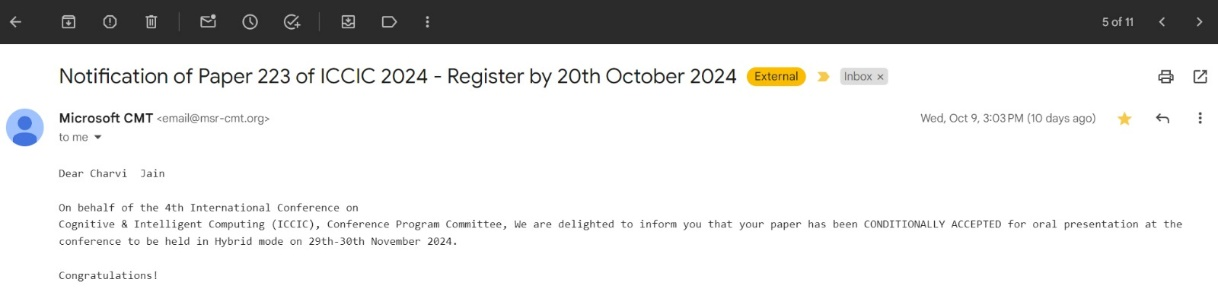 5 of 11
Notification of Paper 223 of ICCIC 2024 - Register by 20th October 2024 External Inbox ×
Microsoft CMT <email@msr-cmt.org> Wed, Oct 9, 3:03 PM (10 days ago)
to me
Dear Charvi  Jain
On behalf of the 4th International Conference on
Cognitive & Intelligent Computing (ICCIC), Conference Program Committee, We are delighted to inform you that your paper has been CONDITIONALLY ACCEPTED for oral presentation at the
conference to be held in Hybrid mode on 29th-30th November 2024.
Congratulations!